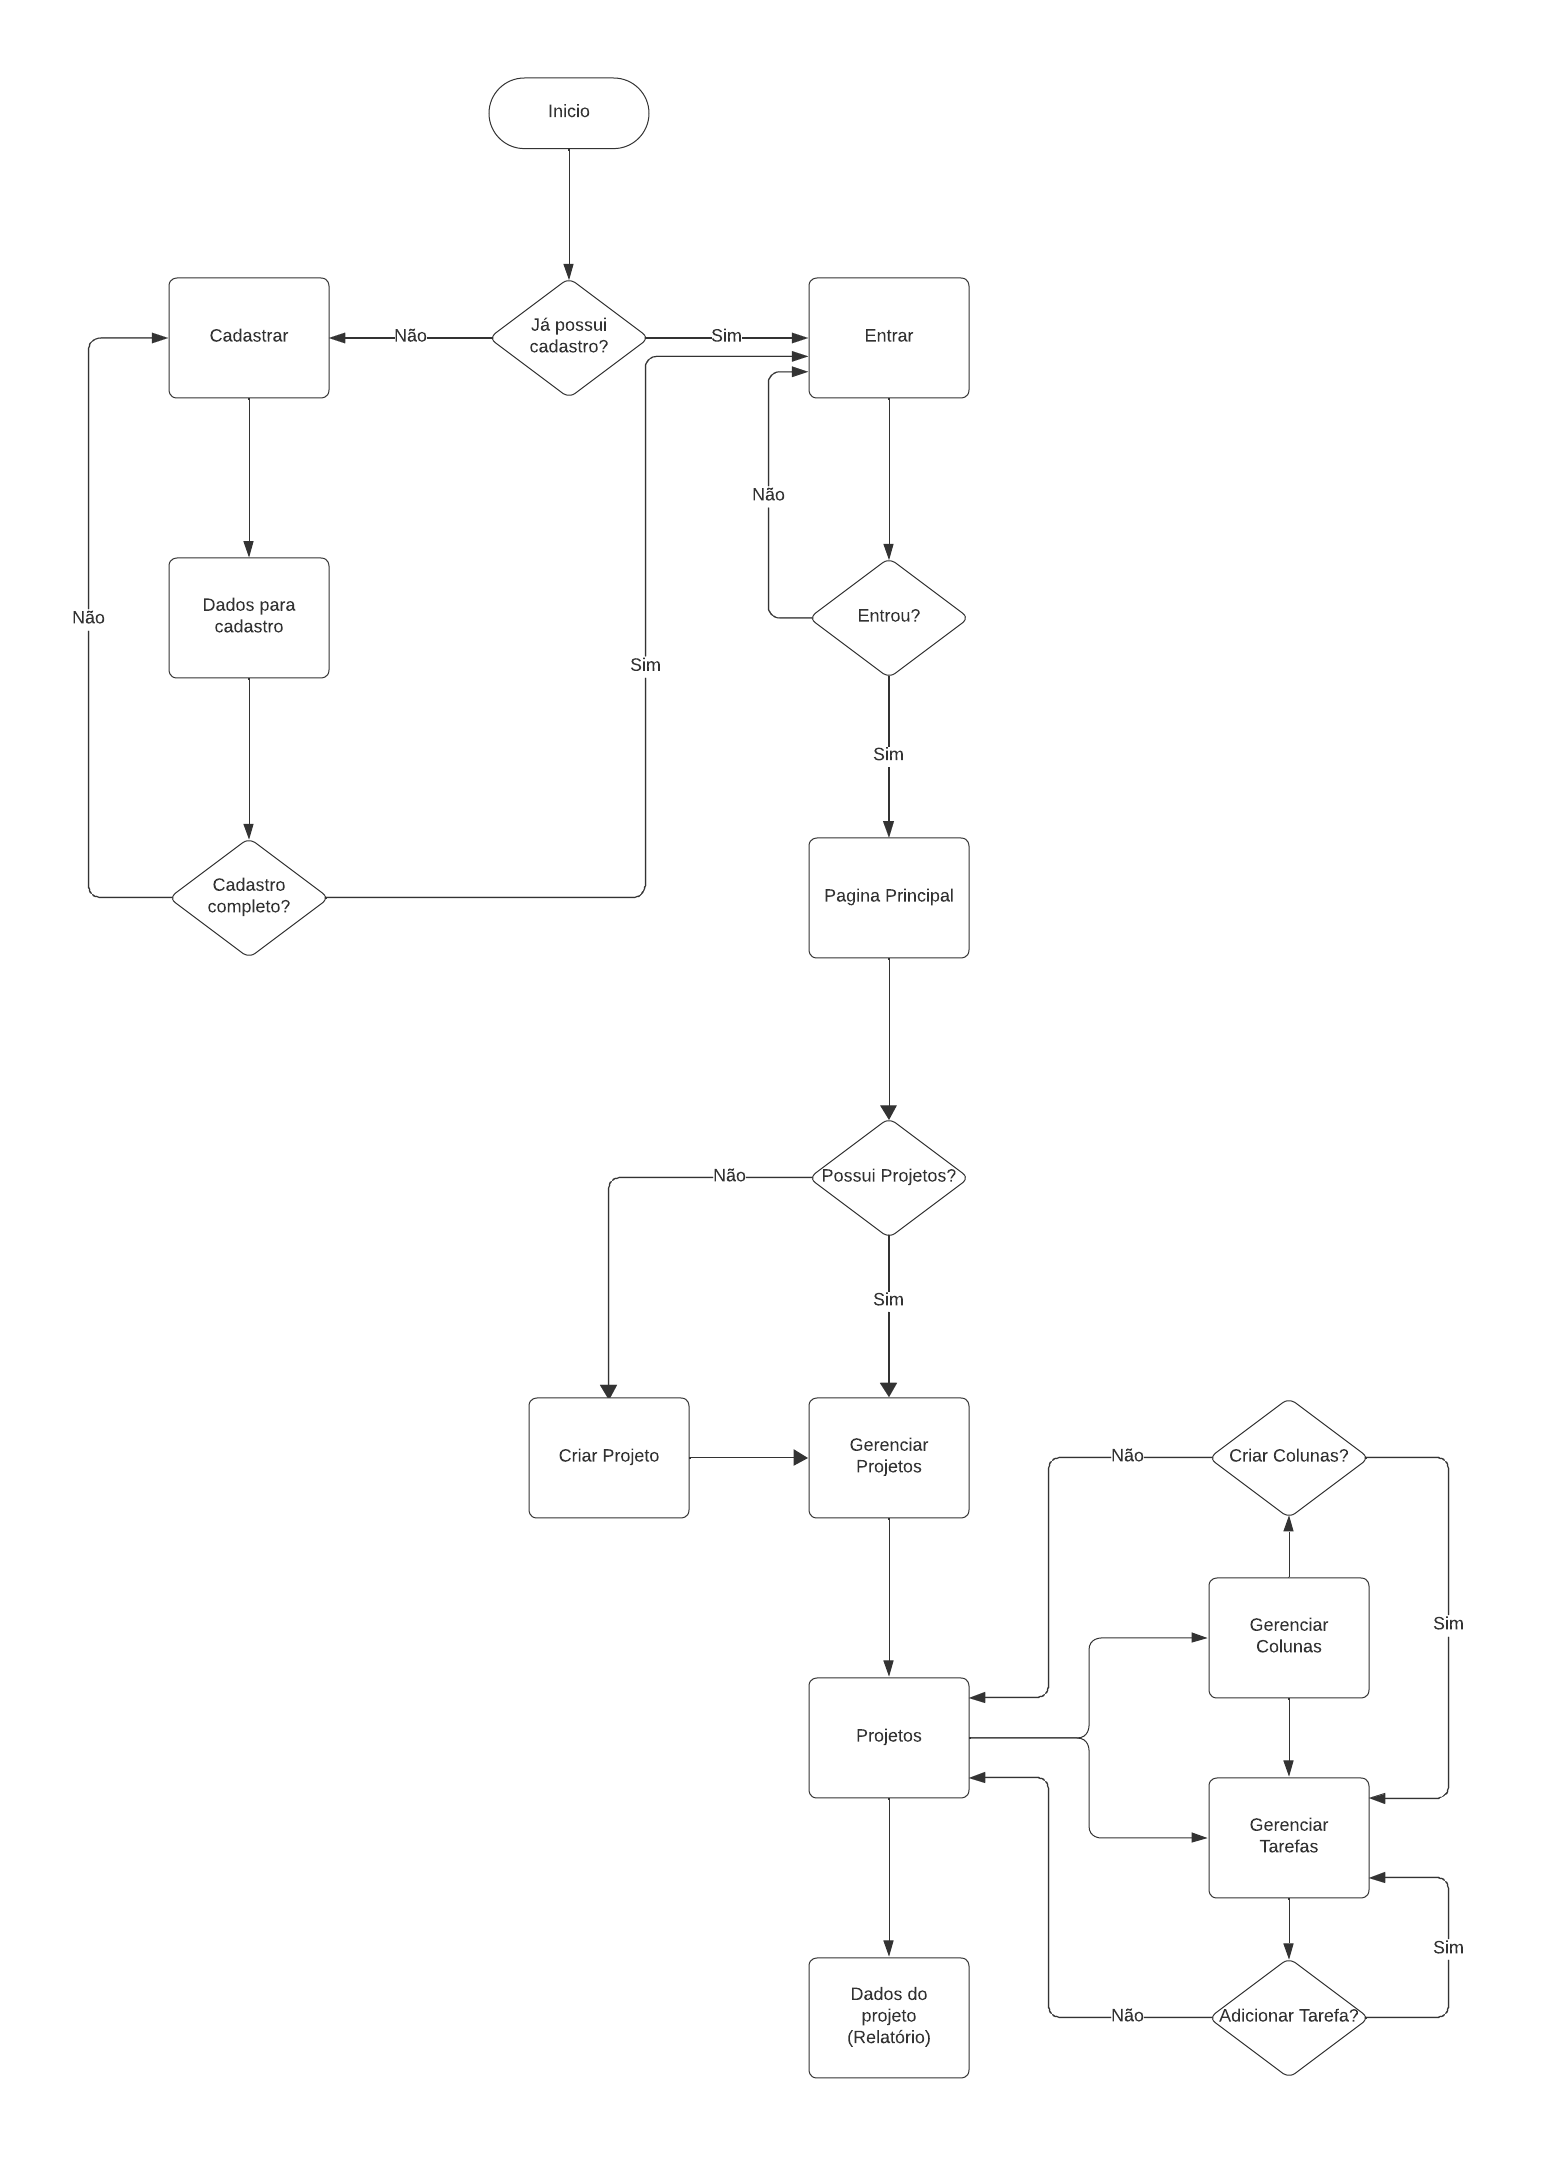 Inicio
Cadastrar
Não
Já possui
cadastro?
Sim
Entrar
Não
Dados para
cadastro
Não
Entrou?
Sim
Sim
Cadastro
completo?
Pagina Principal
Não
Possui Projetos?
Sim
Criar Projeto
Gerenciar
Projetos
Não
Criar Colunas?
Gerenciar
Colunas
Sim
Projetos
Gerenciar
Tarefas
Sim
Dados do
projeto
(Relatório)
Não
Adicionar Tarefa?